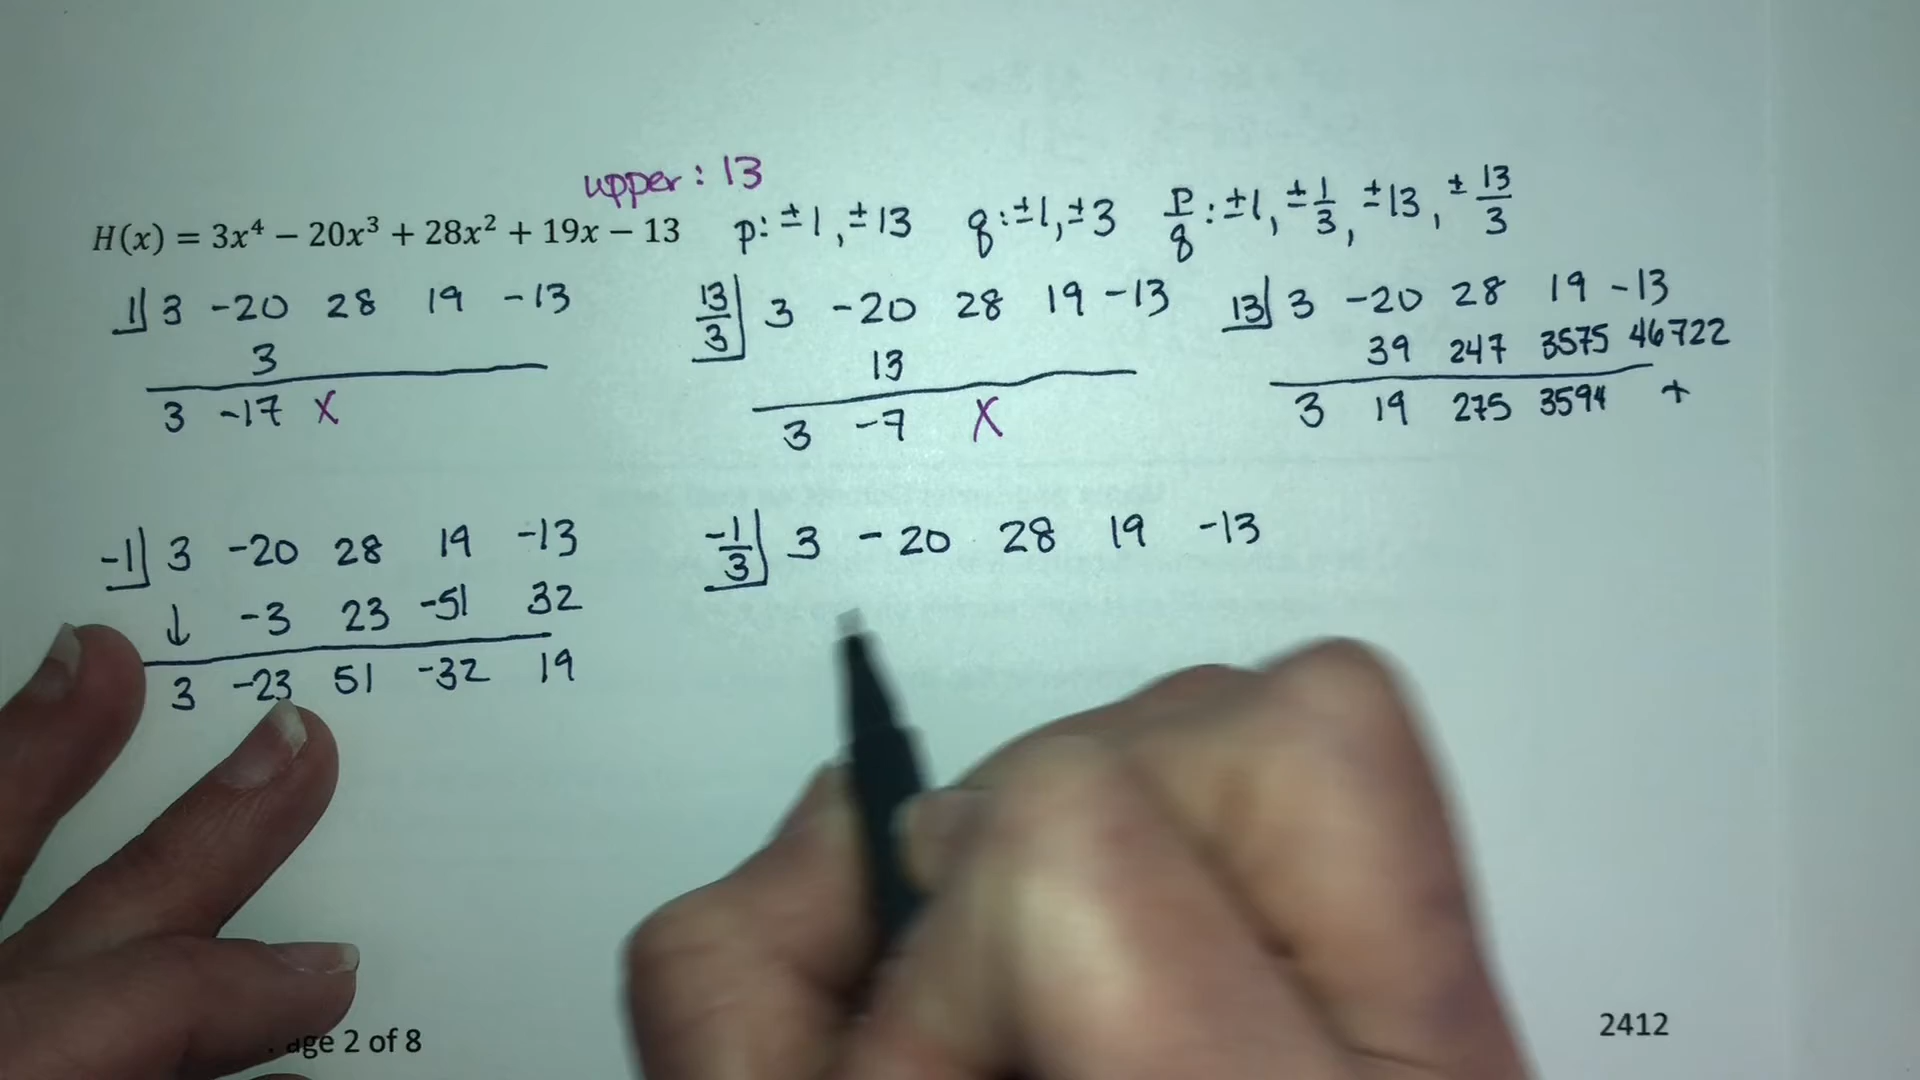 upper : 13
H(x) = 3x⁴ − 20x³ + 28x² + 19x − 13 p: ±1, ±13 q: ±1, ±3 p/q: ±1, ±1/3, ±13, ±13/3
1 3 -20 28 19 -13
3
3 -17 X
13/3 3 -20 28 19 -13
13
3 -7 X
13 3 -20 28 19 -13
39 247 3575 46722
3 19 275 3594 +
-1 3 -20 28 19 -13
↓ -3 23 -51 32
3 -23 51 -32 19
-1/3 3 -20 28 19 -13
age 2 of 8
2412